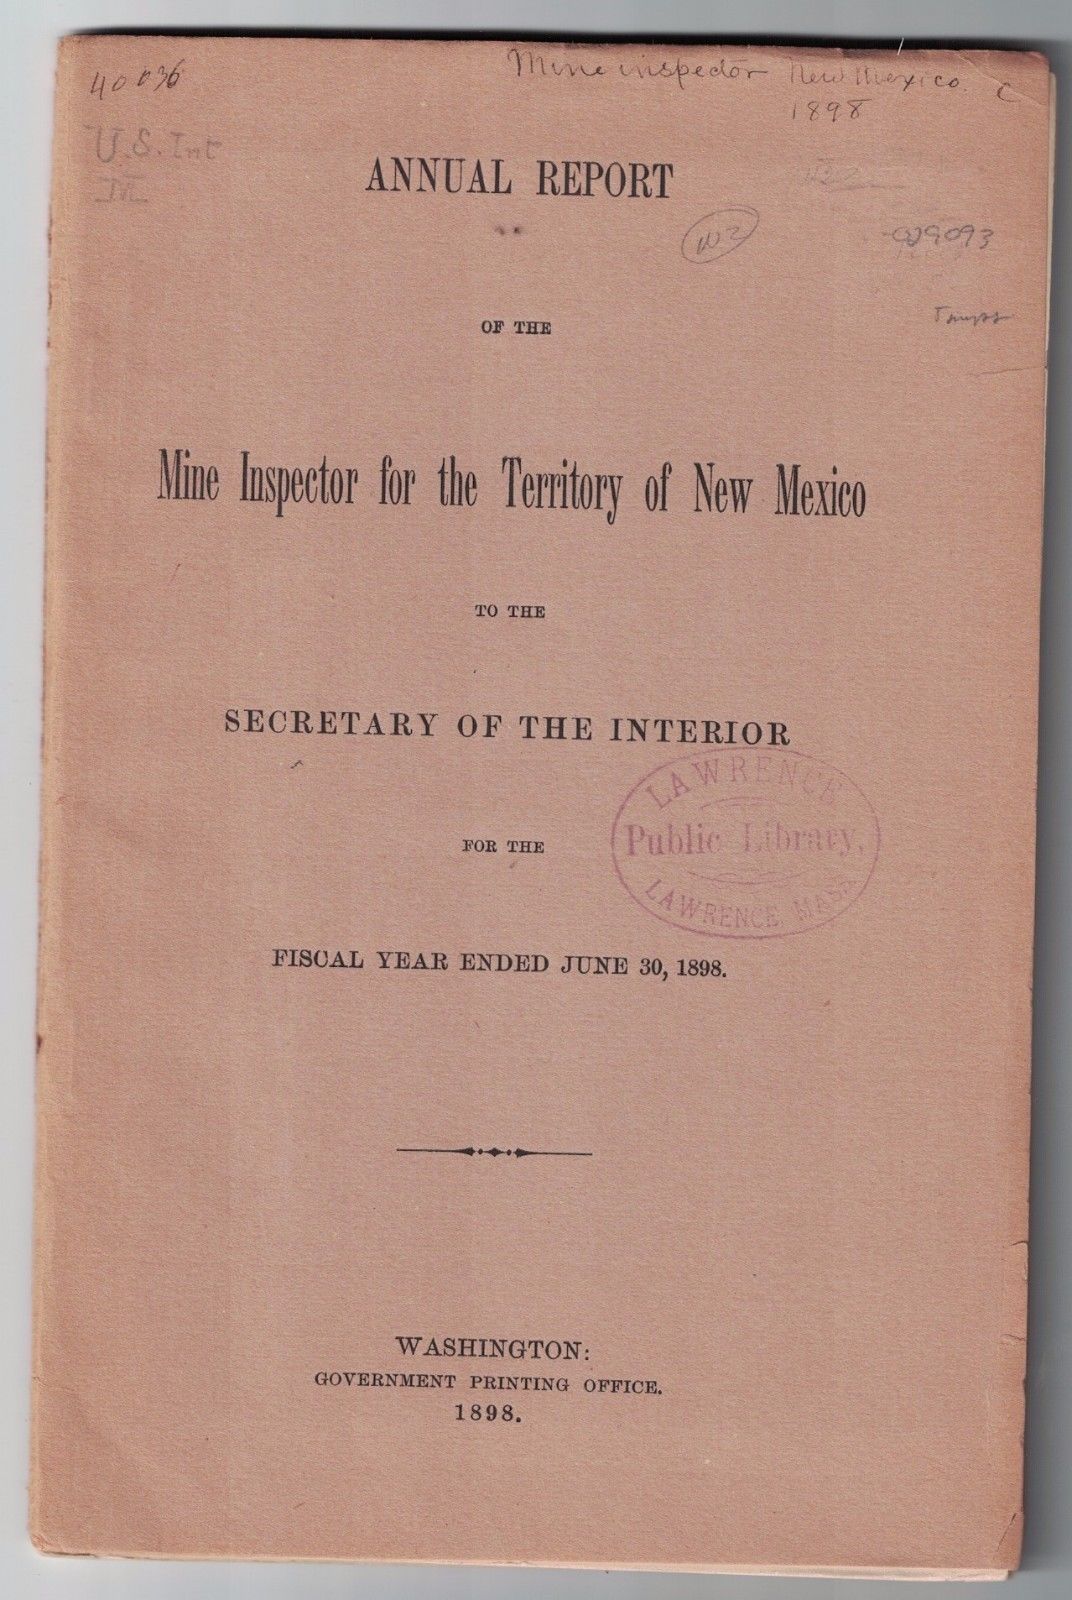 Mine inspector New Mexico. C
1898
U.S. Int
ANNUAL REPORT
OF THE
Mine Inspector for the Territory of New Mexico
TO THE
SECRETARY OF THE INTERIOR
LAWRENCE
Public Library,
LAWRENCE, MASS
FOR THE
FISCAL YEAR ENDED JUNE 30, 1898.
WASHINGTON:
GOVERNMENT PRINTING OFFICE.
1898.